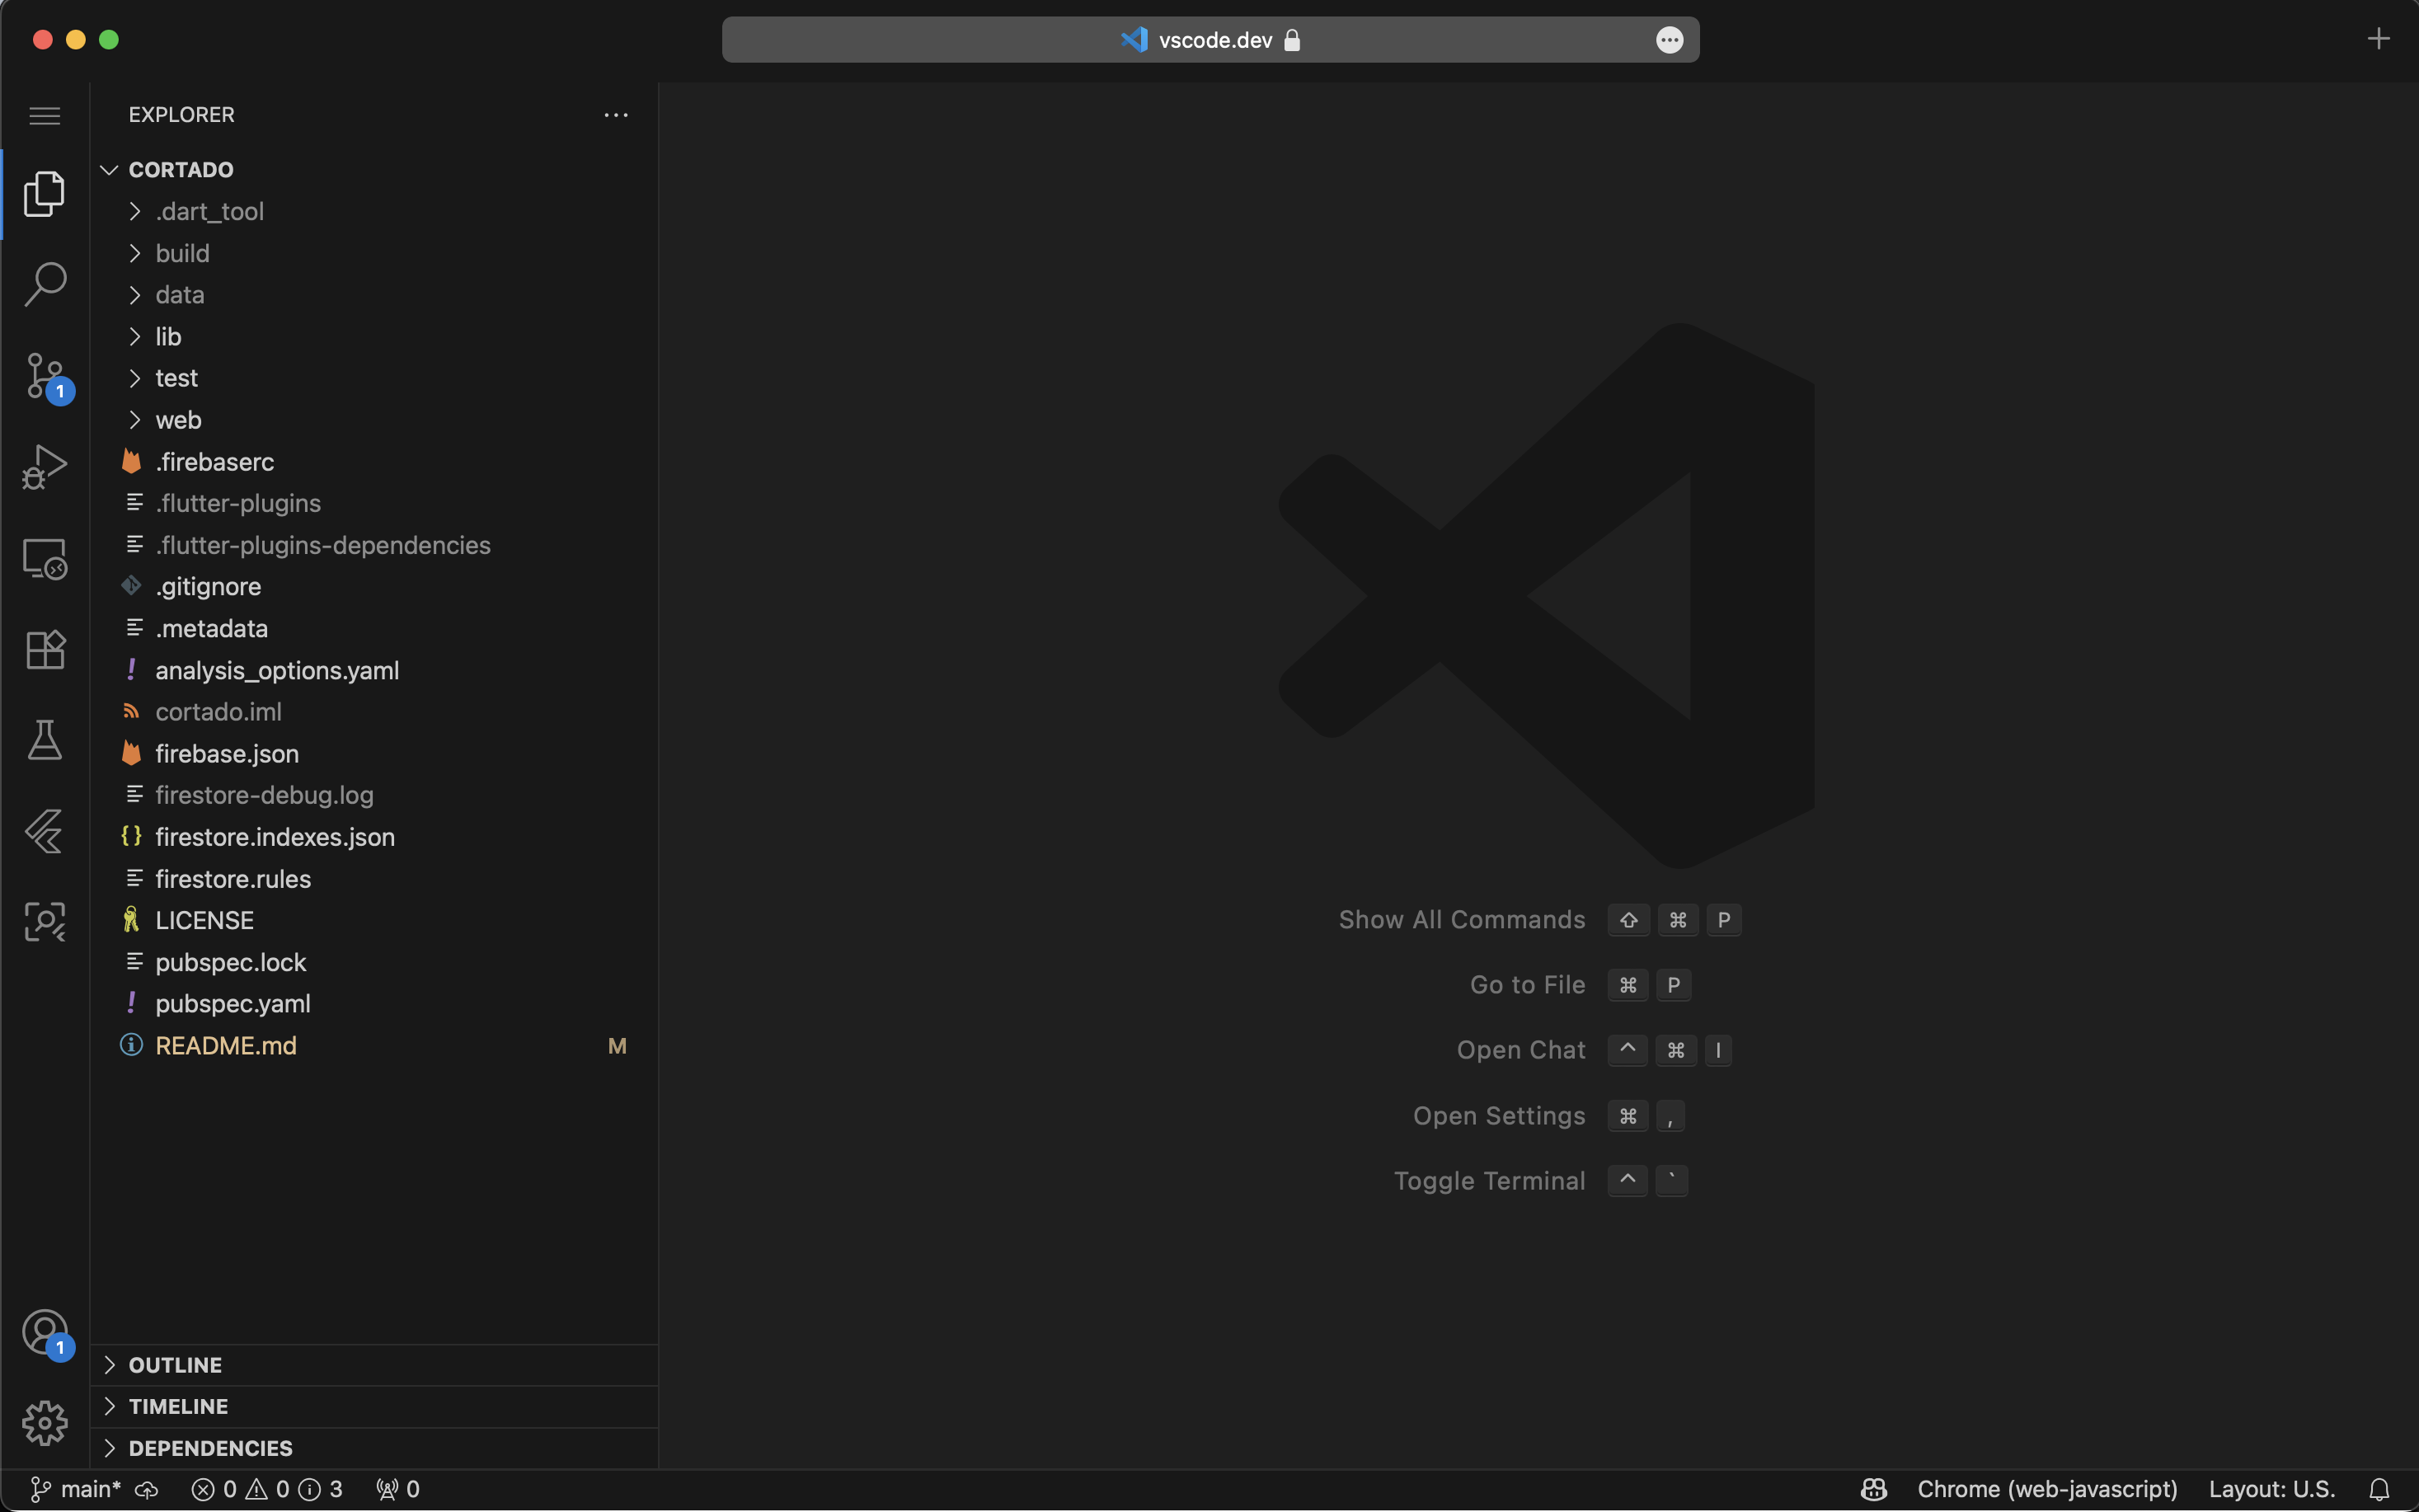 vscode.dev
EXPLORER
CORTADO
.dart_tool
build
data
lib
test
1
web
.firebaserc
.flutter-plugins
.flutter-plugins-dependencies
.gitignore
.metadata
analysis_options.yaml
cortado.iml
firebase.json
firestore-debug.log
firestore.indexes.json
firestore.rules
LICENSE
pubspec.lock
pubspec.yaml
README.md M
Show All Commands ⇧ ⌘ P
Go to File ⌘ P
Open Chat ^ ⌘ I
Open Settings ⌘ ,
Toggle Terminal ^ `
1
OUTLINE
TIMELINE
DEPENDENCIES
main* 0 0 3 0 Chrome (web-javascript) Layout: U.S.